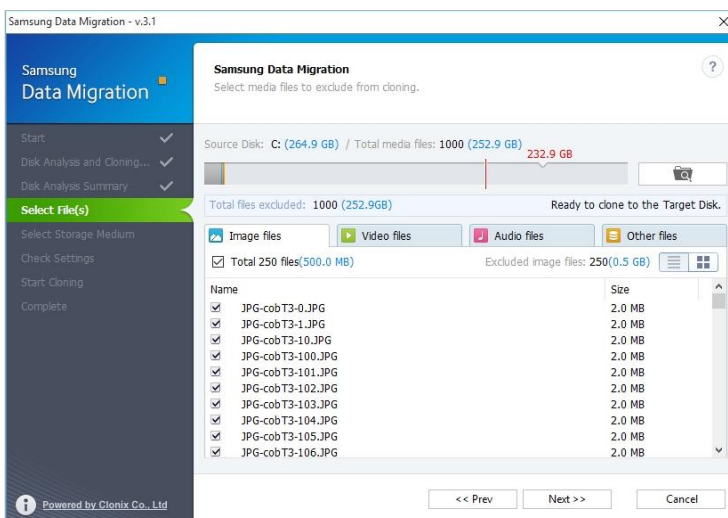 Samsung Data Migration - v.3.1
Samsung
Data Migration
Samsung Data Migration
Select media files to exclude from cloning.
?
Start
Disk Analysis and Cloning...
Disk Analysis Summary
Select File(s)
Select Storage Medium
Check Settings
Start Cloning
Complete
Source Disk: C: (264.9 GB) / Total media files: 1000 (252.9 GB)
232.9 GB
Total files excluded: 1000 (252.9GB) Ready to clone to the Target Disk.
Image files Video files Audio files Other files
Total 250 files(500.0 MB) Excluded image files: 250(0.5 GB)
Name Size
JPG-cobT3-0.JPG 2.0 MB
JPG-cobT3-1.JPG 2.0 MB
JPG-cobT3-10.JPG 2.0 MB
JPG-cobT3-100.JPG 2.0 MB
JPG-cobT3-101.JPG 2.0 MB
JPG-cobT3-102.JPG 2.0 MB
JPG-cobT3-103.JPG 2.0 MB
JPG-cobT3-104.JPG 2.0 MB
JPG-cobT3-105.JPG 2.0 MB
JPG-cobT3-106.JPG 2.0 MB
Powered by Clonix Co., Ltd
<< Prev Next >> Cancel